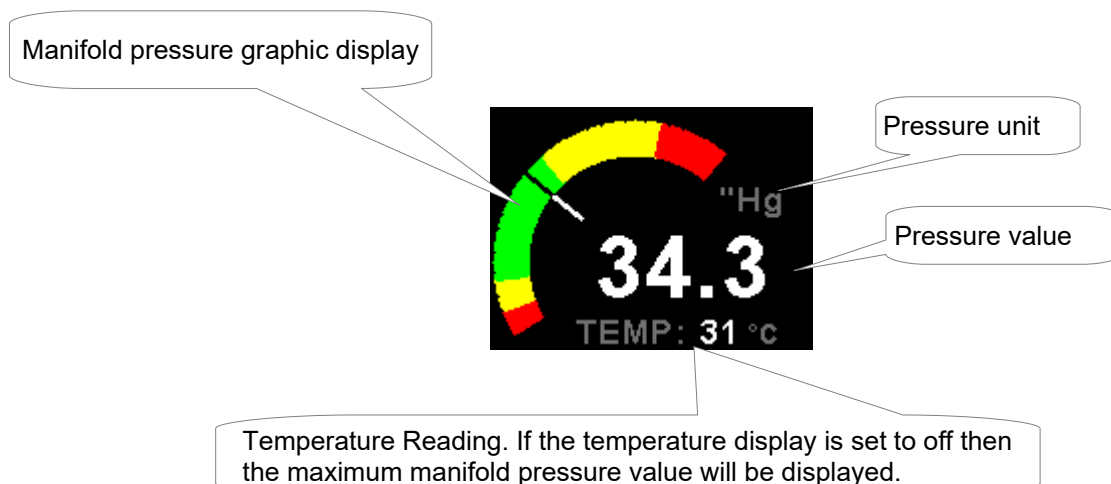 Manifold pressure graphic display
Pressure unit
"Hg
Pressure value
34.3
TEMP: 31 °C
Temperature Reading. If the temperature display is set to off then
the maximum manifold pressure value will be displayed.